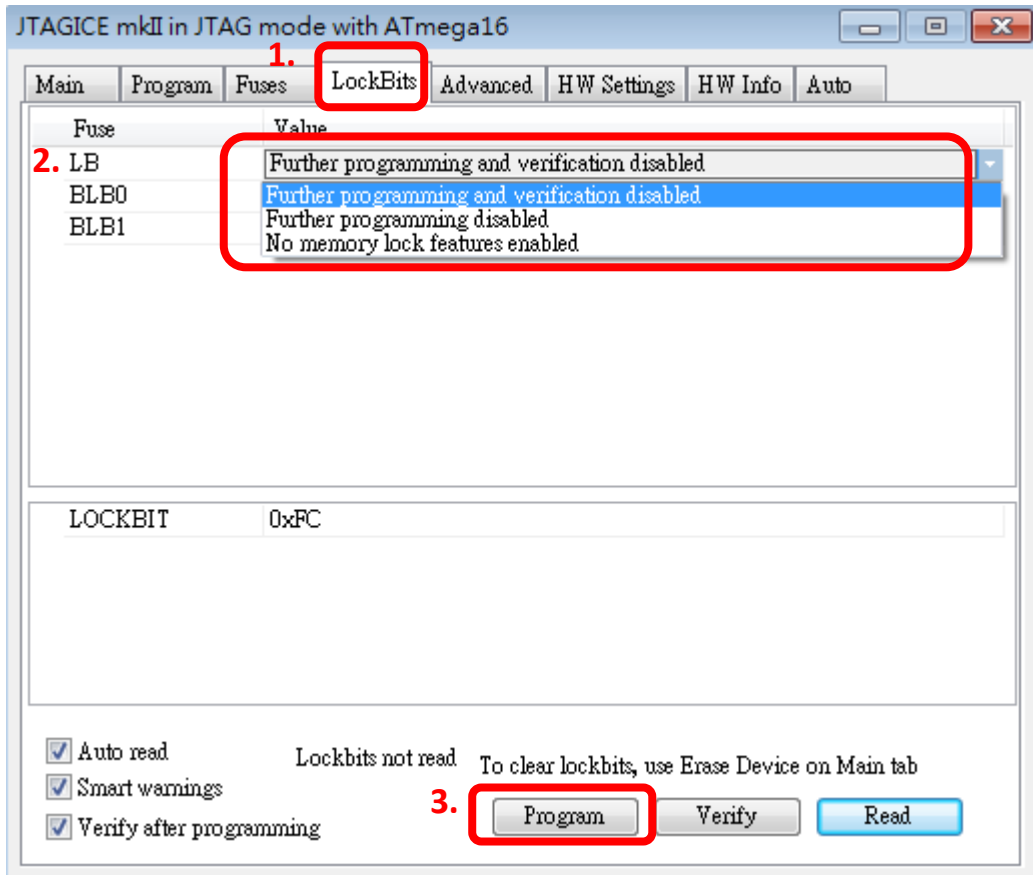 JTAGICE mkII in JTAG mode with ATmega16
1.
Main Program Fuses LockBits Advanced HW Settings HW Info Auto
Fuse Value
2. LB Further programming and verification disabled
BLB0 Further programming and verification disabled
Further programming disabled
BLB1
No memory lock features enabled
LOCKBIT 0xFC
Auto read
Lockbits not read To clear lockbits, use Erase Device on Main tab
Smart warnings
3. Program Verify Read
Verify after programming